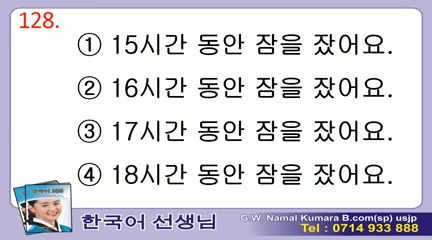 128.
① 15시간 동안 잠을 잤어요.
② 16시간 동안 잠을 잤어요.
③ 17시간 동안 잠을 잤어요.
④ 18시간 동안 잠을 잤어요.
한국어 선생님
G.W. Namal Kumara B.com(sp) usjp
Tel : 0714 933 888